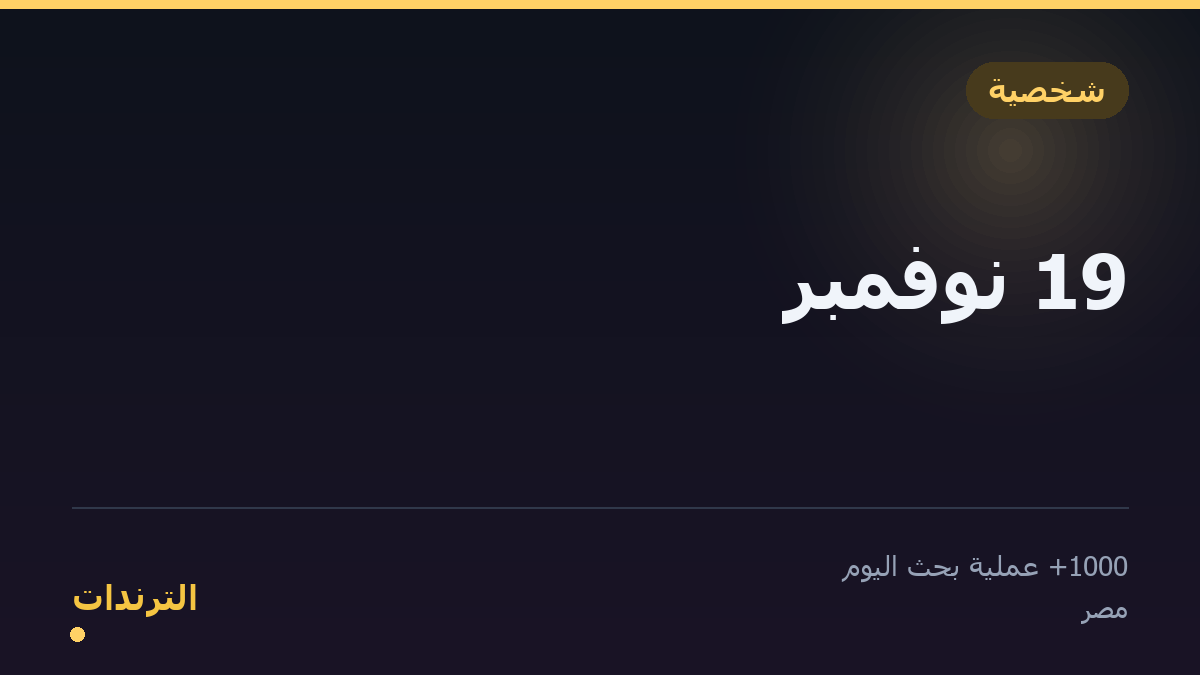 شخصية
19 نوفمبر
1000+ عملية بحث اليوم
مصر
الترندات